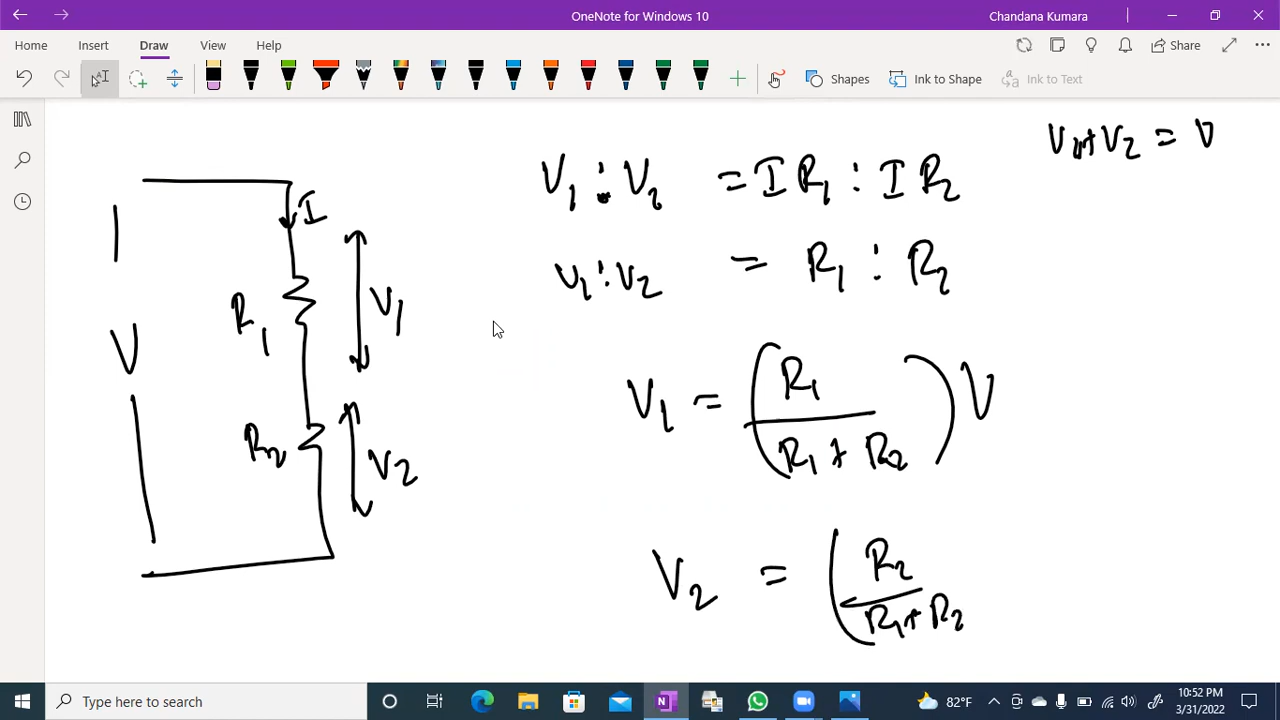 OneNote for Windows 10
Chandana Kumara
Home Insert Draw View Help
Share
Shapes
Ink to Shape
Ink to Text
V1+V2 = V
V1 : V2 = IR1 : IR2
V1 : V2 = R1 : R2
I
R1
V1
V
R2
V2
V1 = (R1 / (R1 + R2)) V
V2 = (R2 / R1+R2
Type here to search
82°F
10:52 PM
3/31/2022